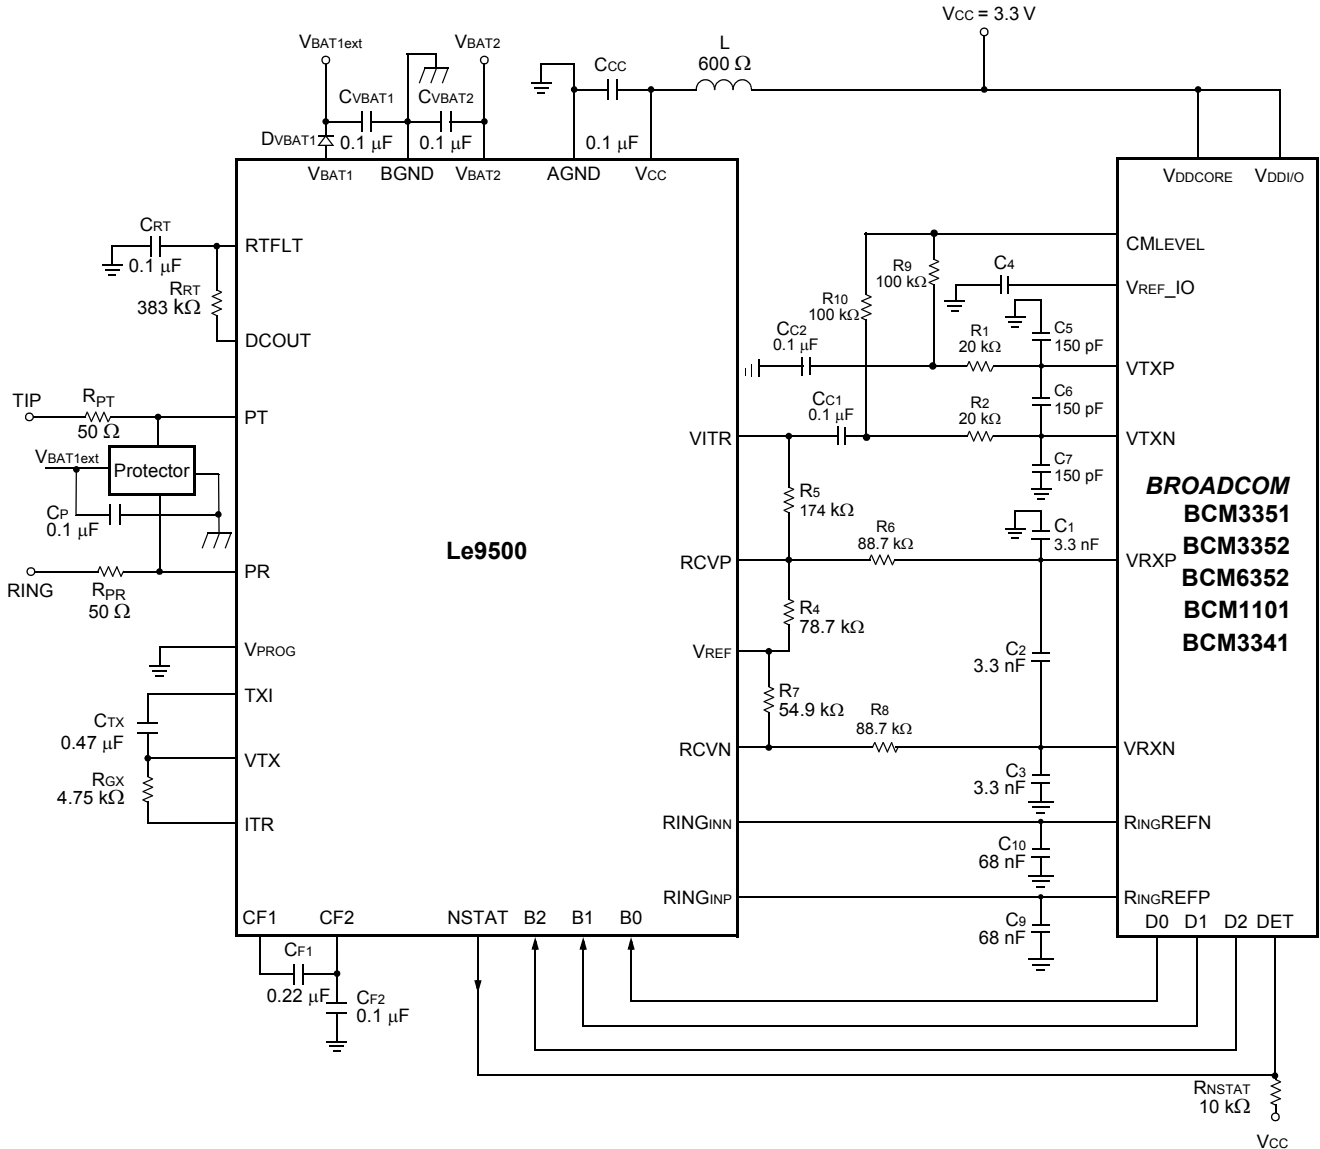 VCC = 3.3 V
VBAT1ext
VBAT2
L
600 Ω
CCC
CVBAT1
CVBAT2
DVBAT1
0.1 µF
0.1 µF
0.1 µF
VBAT1
BGND
VBAT2
AGND
VCC
VDDCORE
VDDI/O
CRT
0.1 µF
RTFLT
RRT
383 kΩ
DCOUT
CMLEVEL
R9
100 kΩ
C4
VREF_IO
R10
100 kΩ
CC2
0.1 µF
R1
20 kΩ
C5
150 pF
VTXP
TIP
RPT
50 Ω
PT
CC1
0.1 µF
R2
20 kΩ
C6
150 pF
VITR
VTXN
VBAT1ext
Protector
C7
150 pF
CP
0.1 µF
R5
174 kΩ
BROADCOM
BCM3351
BCM3352
BCM6352
BCM1101
BCM3341
Le9500
R6
88.7 kΩ
C1
3.3 nF
RCVP
VRXP
RING
RPR
50 Ω
PR
R4
78.7 kΩ
VPROG
VREF
C2
3.3 nF
TXI
R7
54.9 kΩ
CTX
0.47 µF
R8
88.7 kΩ
VTX
RCVN
VRXN
RGX
4.75 kΩ
C3
3.3 nF
ITR
RINGINN
RINGREFN
C10
68 nF
RINGINP
RINGREFP
CF1
CF2
NSTAT
B2
B1
B0
C9
68 nF
D0
D1
D2
DET
CF1
0.22 µF
CF2
0.1 µF
RNSTAT
10 kΩ
VCC